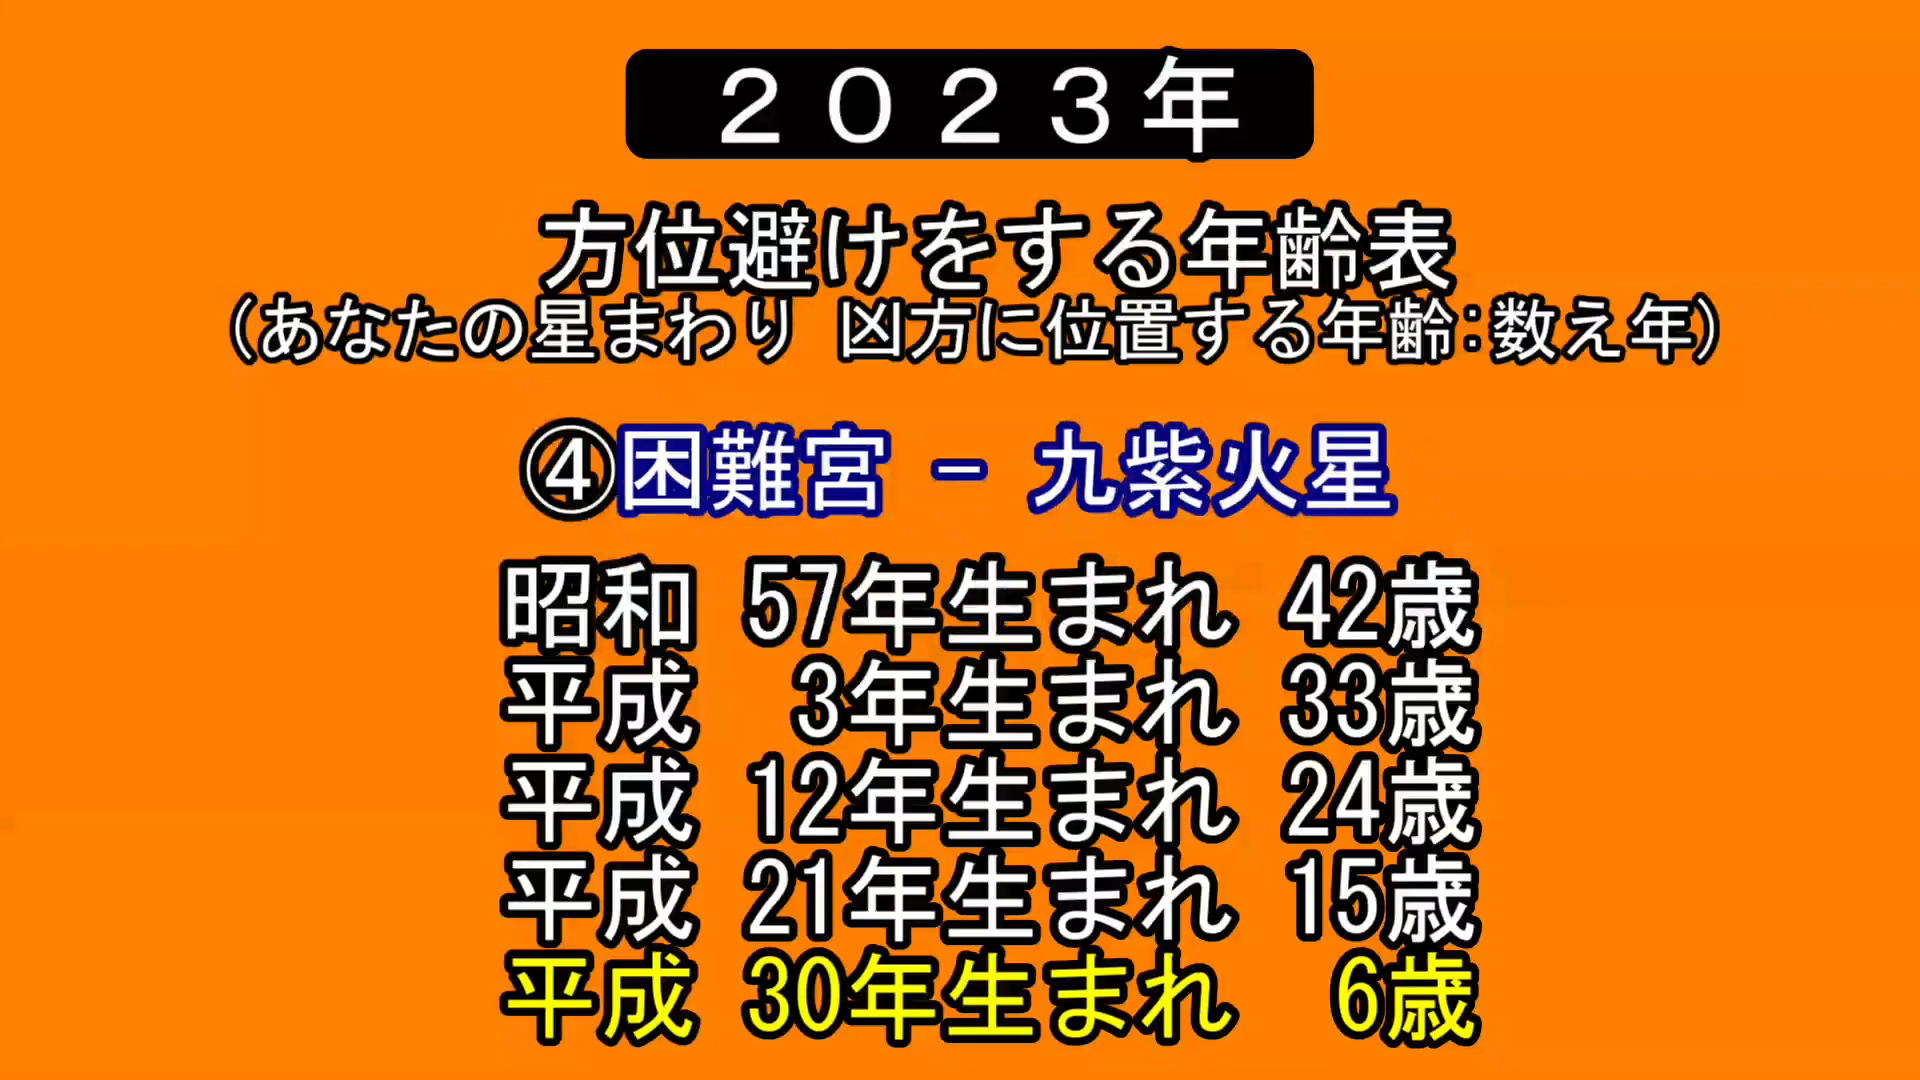 ２０２３年
方位避けをする年齢表
（あなたの星まわり 凶方に位置する年齢：数え年）
④困難宮 － 九紫火星
昭和 57年生まれ 42歳
平成 3年生まれ 33歳
平成 12年生まれ 24歳
平成 21年生まれ 15歳
平成 30年生まれ 6歳